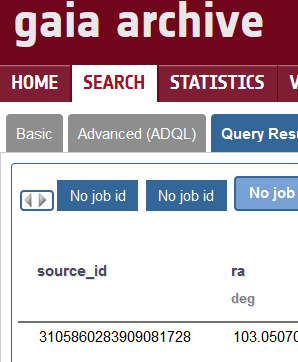 gaia archive
HOME SEARCH STATISTICS
Basic Advanced (ADQL) Query
No job id No job id No job
source_id ra
deg
3105860283909081728 103.05070